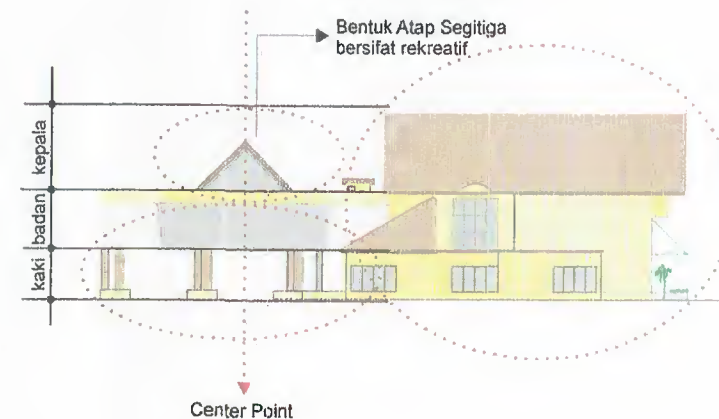 Bentuk Atap Segitiga
bersifat rekreatif
kepala
badan
kaki
Center Point